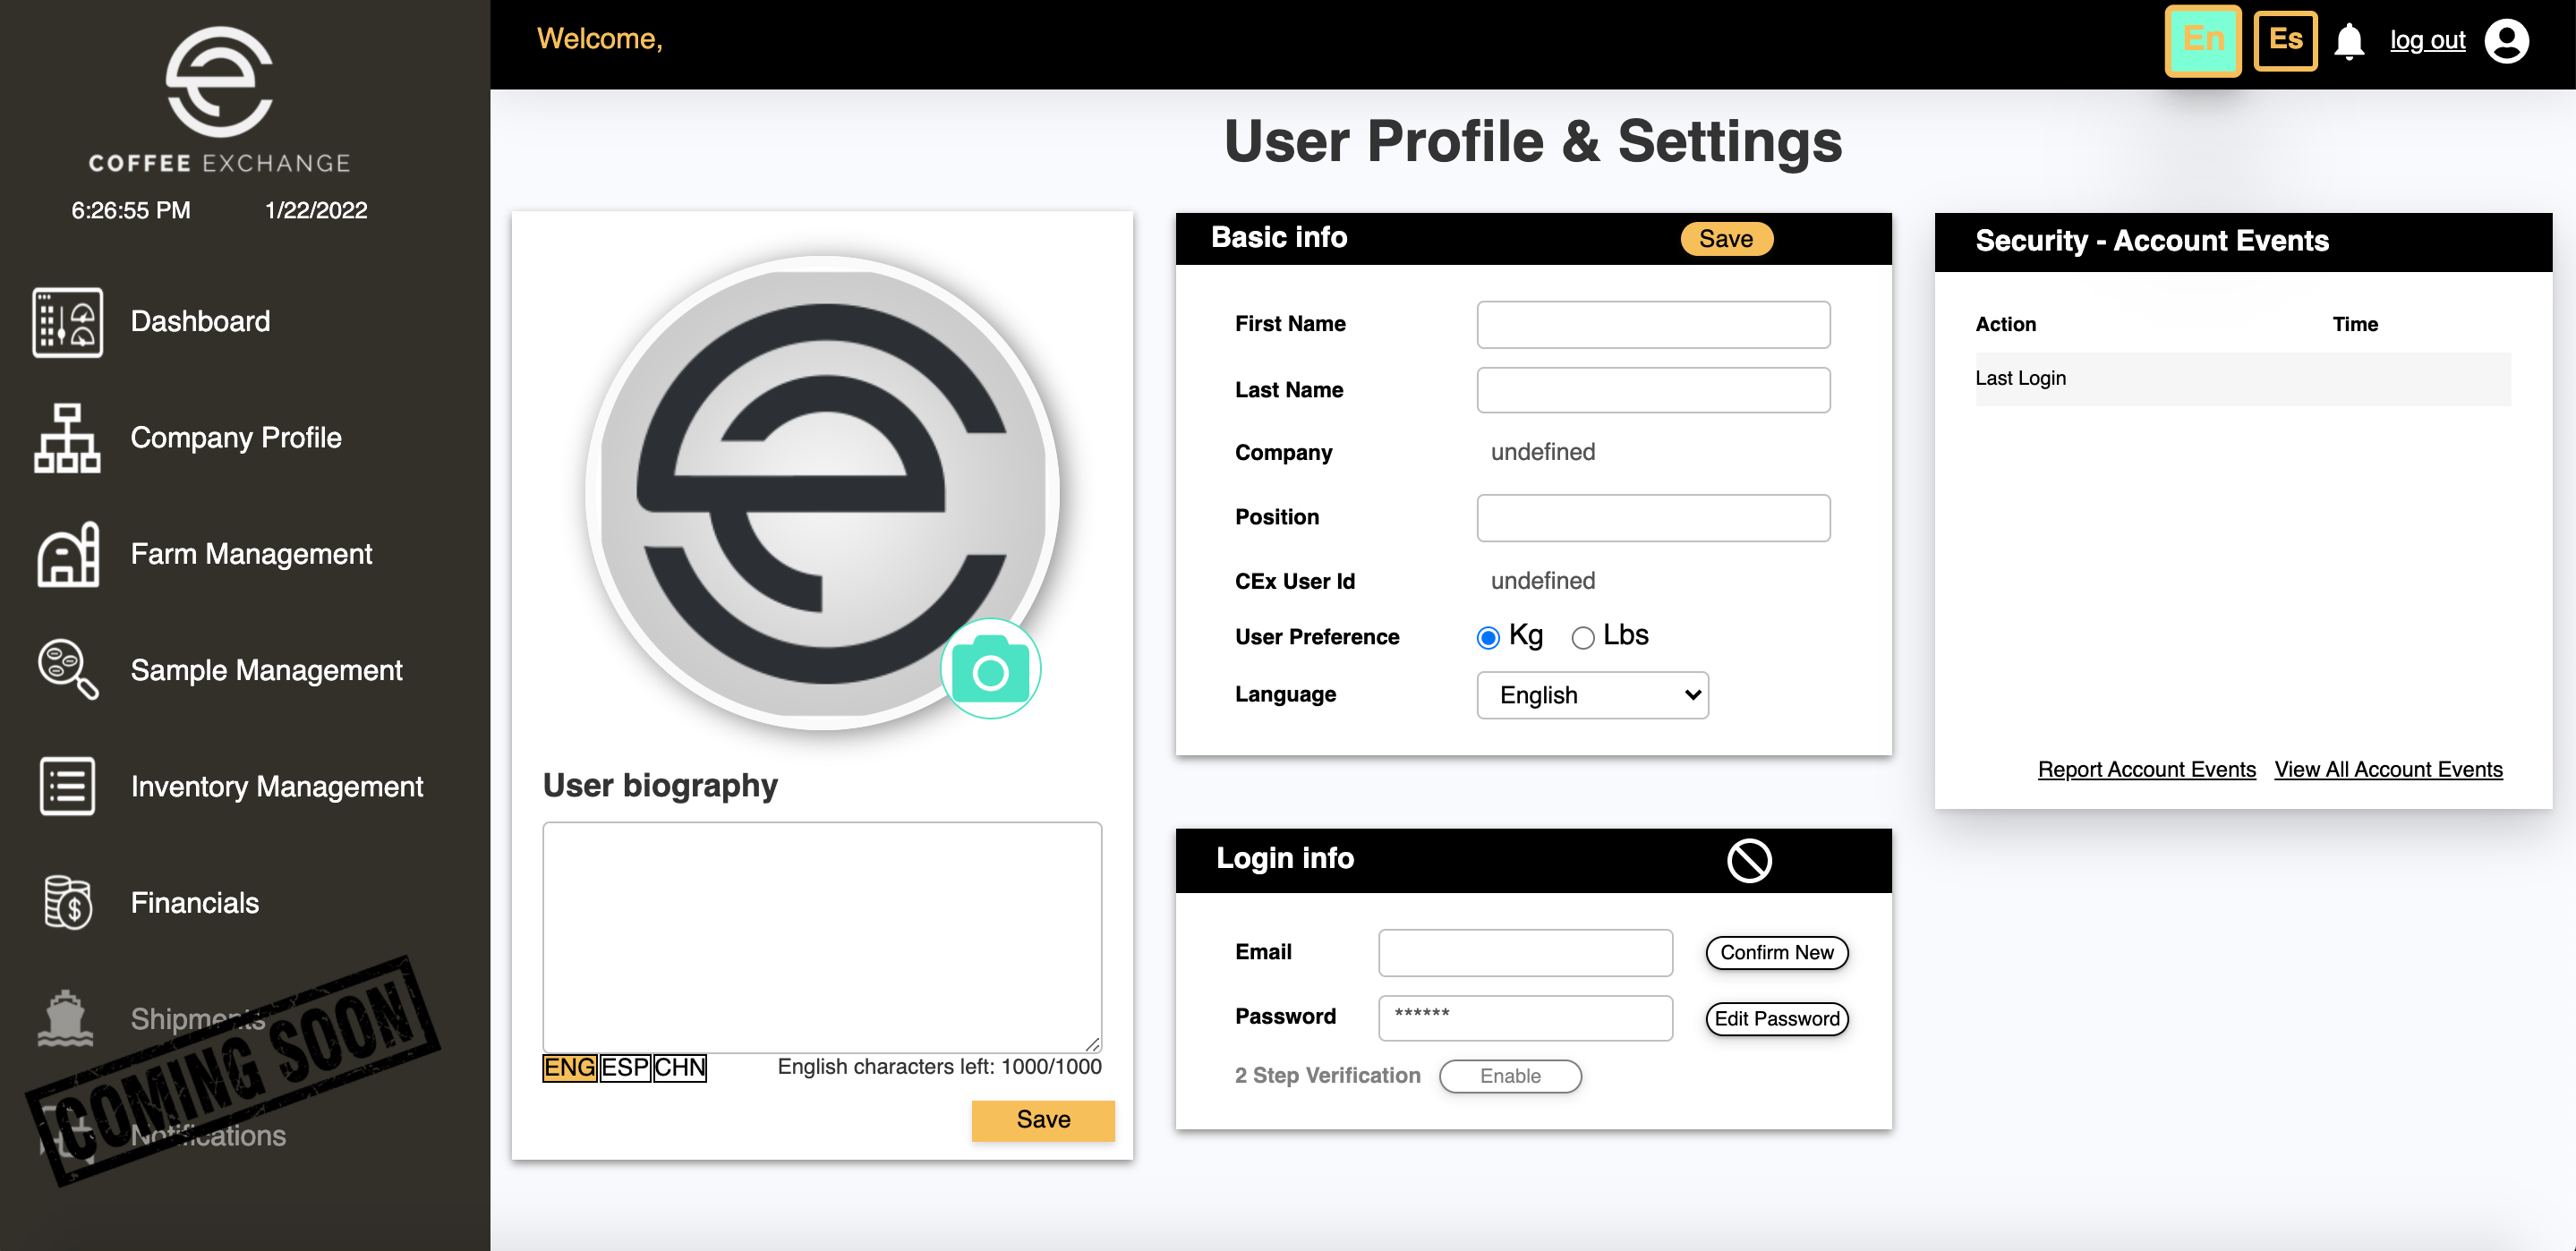 COFFEE EXCHANGE
6:26:55 PM 1/22/2022
Dashboard
Company Profile
Farm Management
Sample Management
Inventory Management
Financials
Shipments
COMING SOON
Notifications
Welcome,
En Es log out
User Profile & Settings
User biography
ENG ESP CHN English characters left: 1000/1000
Save
Basic info Save
First Name
Last Name
Company undefined
Position
CEx User Id undefined
User Preference Kg Lbs
Language English
Login info
Email Confirm New
Password ****** Edit Password
2 Step Verification Enable
Security - Account Events
Action Time
Last Login
Report Account Events View All Account Events